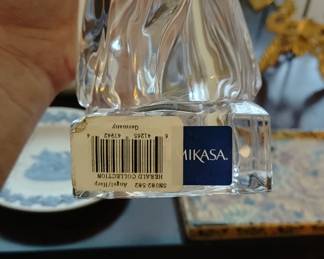 Angel/Harp
HERALD COLLECTION
Germany
MIKASA